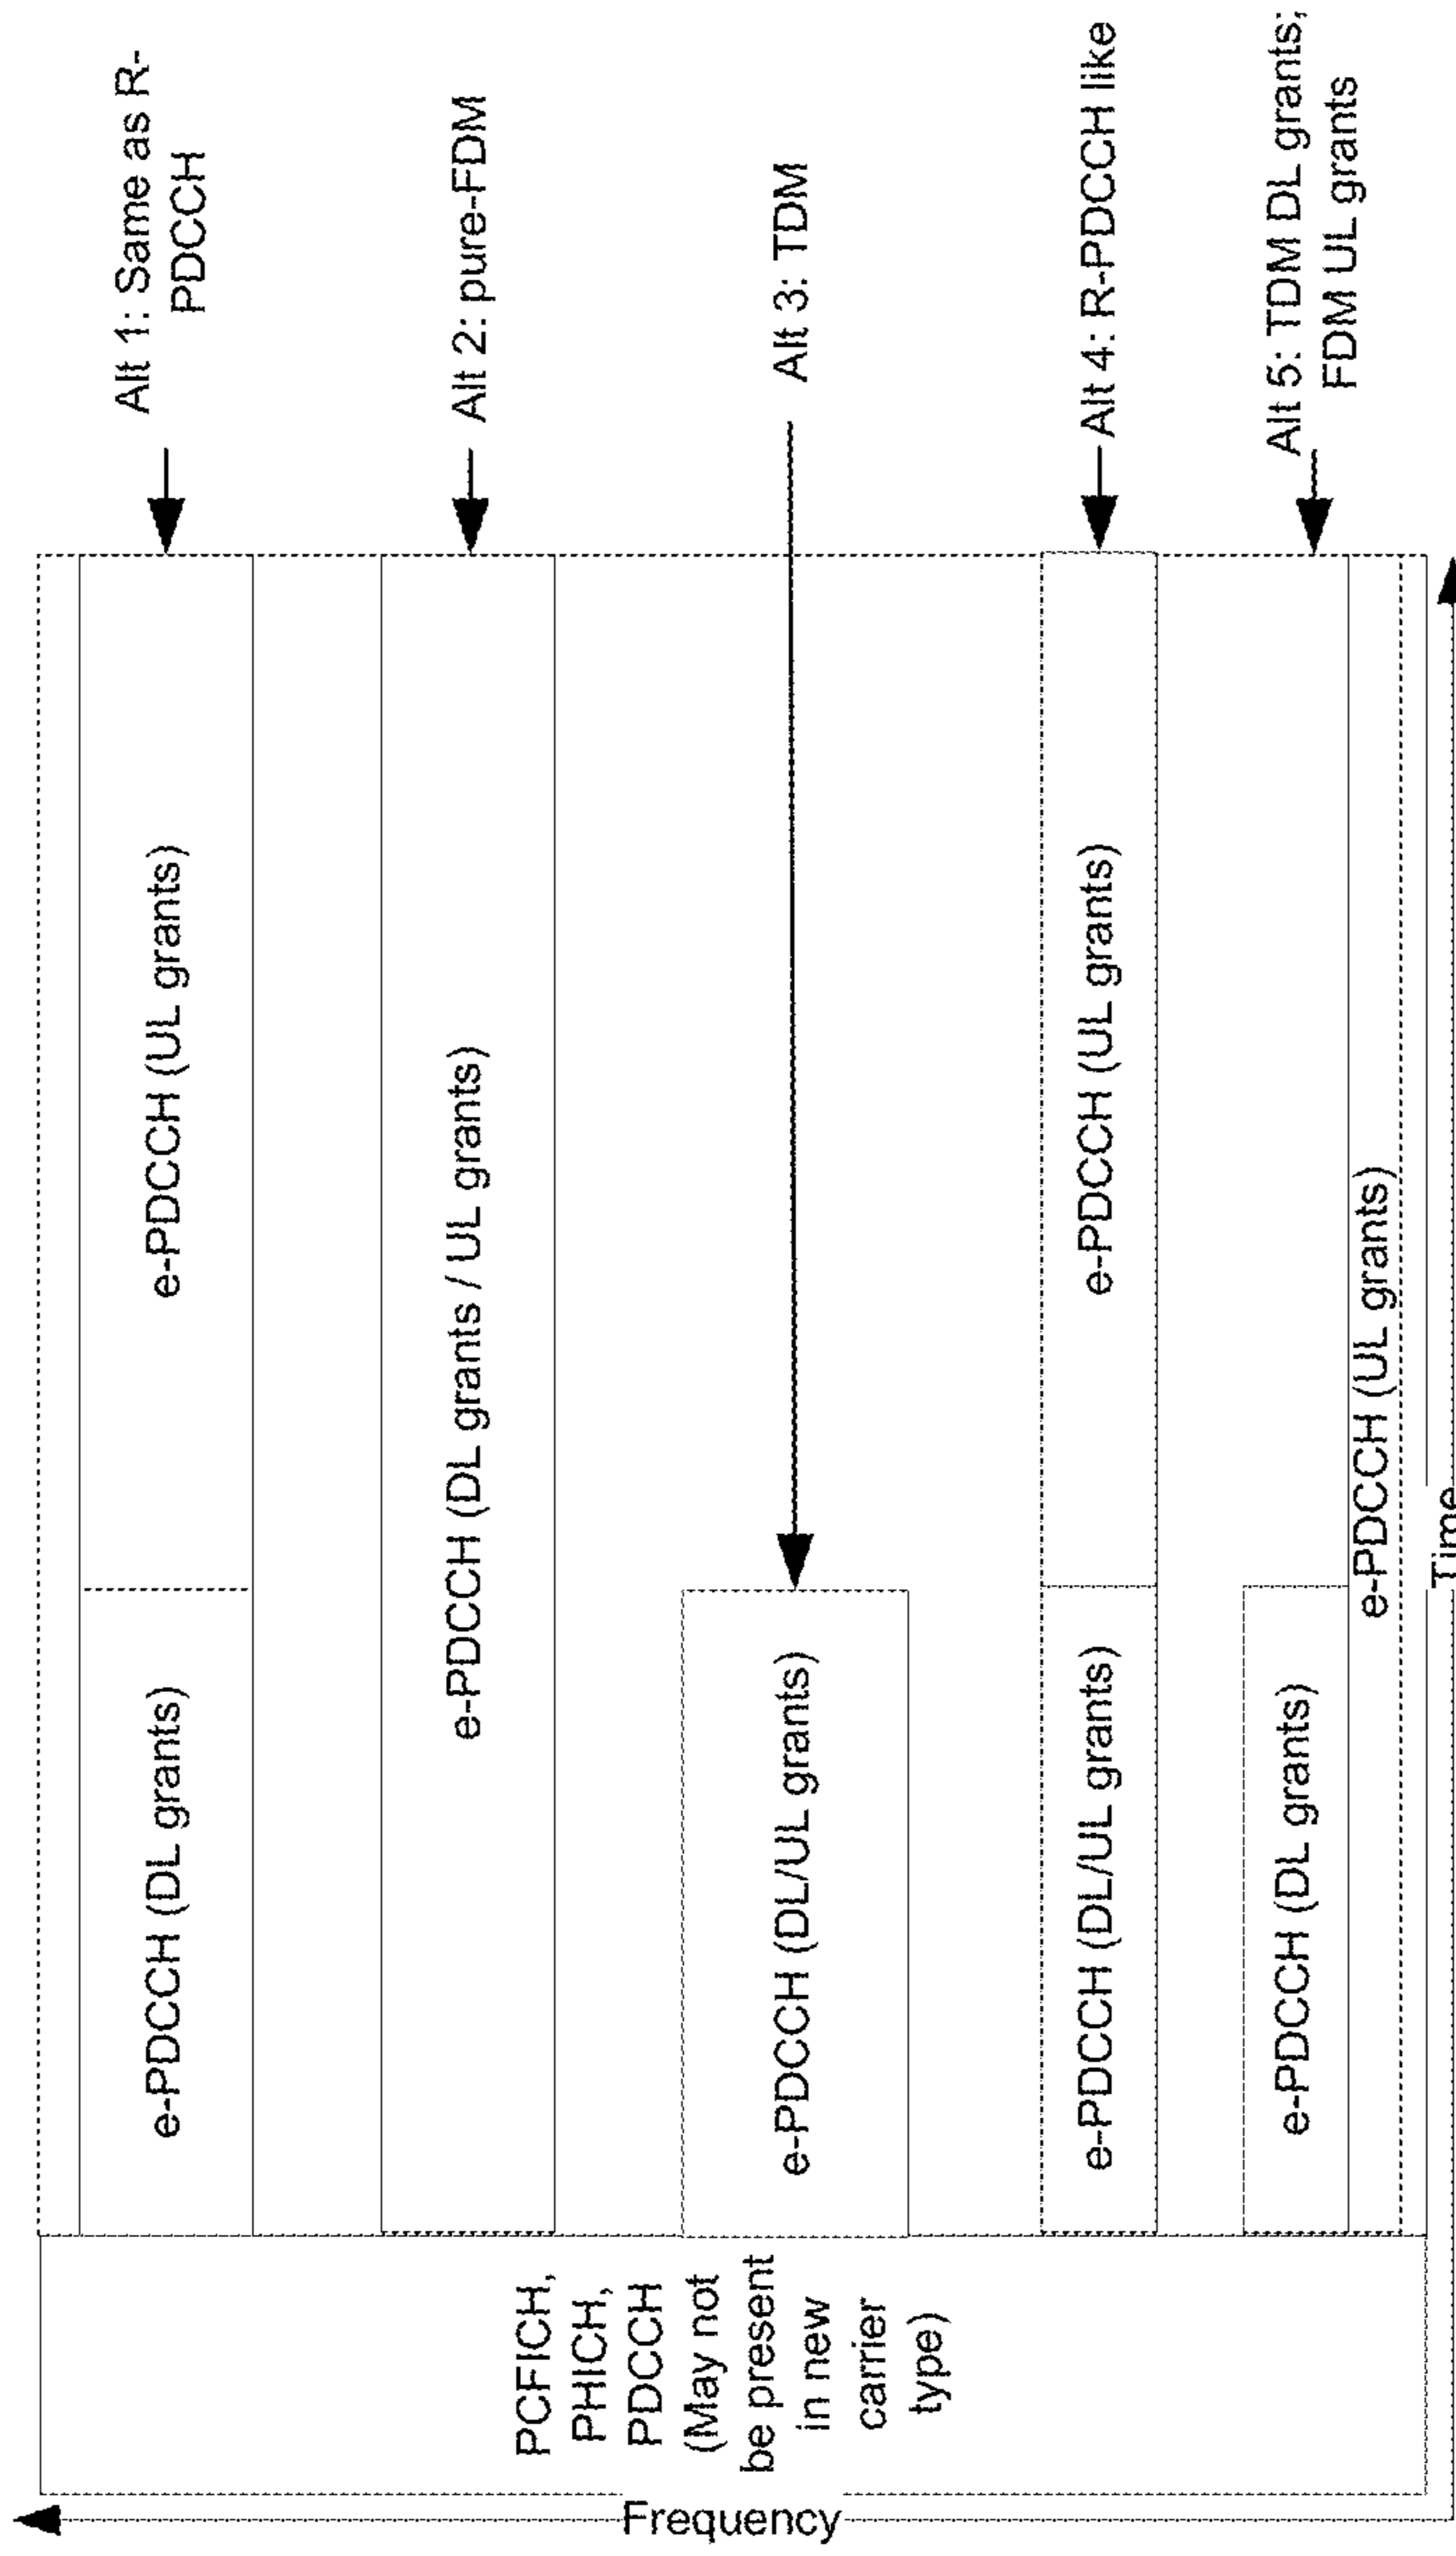 Alt 1: Same as R-
PDCCH
e-PDCCH (DL grants)
e-PDCCH (UL grants)
Alt 2: pure-FDM
e-PDCCH (DL grants / UL grants)
PCFICH,
PHICH,
PDCCH
(May not
be present
in new
carrier
type)
Alt 3: TDM
e-PDCCH (DL/UL grants)
Alt 4: R-PDCCH like
e-PDCCH (DL/UL grants)
e-PDCCH (UL grants)
Alt 5: TDM DL grants;
FDM UL grants
e-PDCCH (DL grants)
e-PDCCH (UL grants)
Frequency
Time